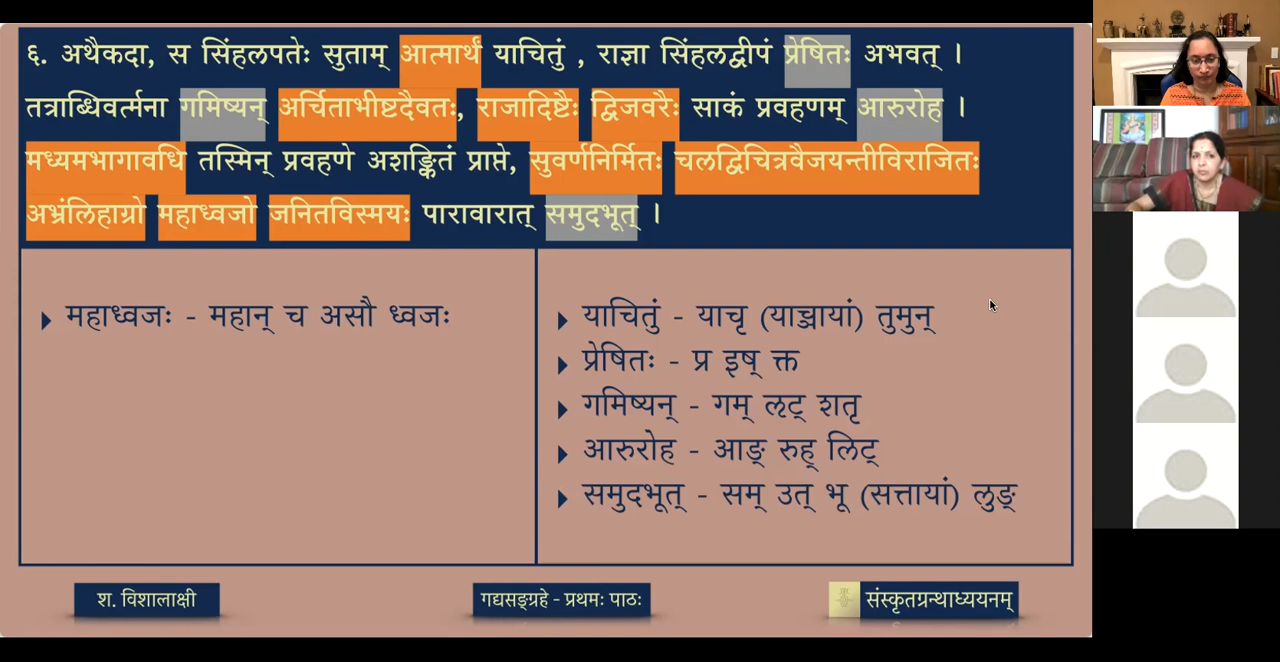 ६. अथैकदा, स सिंहलपतेः सुताम् आत्मार्थं याचितुं , राज्ञा सिंहलद्वीपं प्रेषितः अभवत् ।
तत्राब्धिवर्त्मना गमिष्यन् अर्चिताभीष्टदैवतः, राजादिष्टैः द्विजवरैः साकं प्रवहणम् आरुरोह ।
मध्यमभागावधि तस्मिन् प्रवहणे अशङ्कितं प्राप्ते, सुवर्णनिर्मितः चलद्विचित्रवैजयन्तीविराजितः
अभ्रंलिहाग्रो महाध्वजो जनितविस्मयः पारावारात् समुदभूत् ।
महाध्वजः - महान् च असौ ध्वजः
याचितुं - याचृ (याच्ञायां) तुमुन्
प्रेषितः - प्र इष् क्त
गमिष्यन् - गम् लृट् शतृ
आरुरोह - आङ् रुह् लिट्
समुदभूत् - सम् उत् भू (सत्तायां) लुङ्
श. विशालाक्षी
गद्यसङ्ग्रहे - प्रथमः पाठः
संस्कृतग्रन्थाध्ययनम्